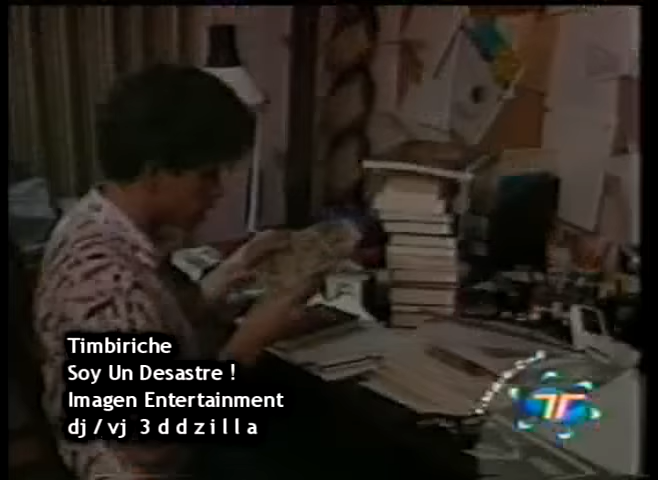 Timbiriche
Soy Un Desastre !
Imagen Entertainment
dj / vj 3 d d z i l l a